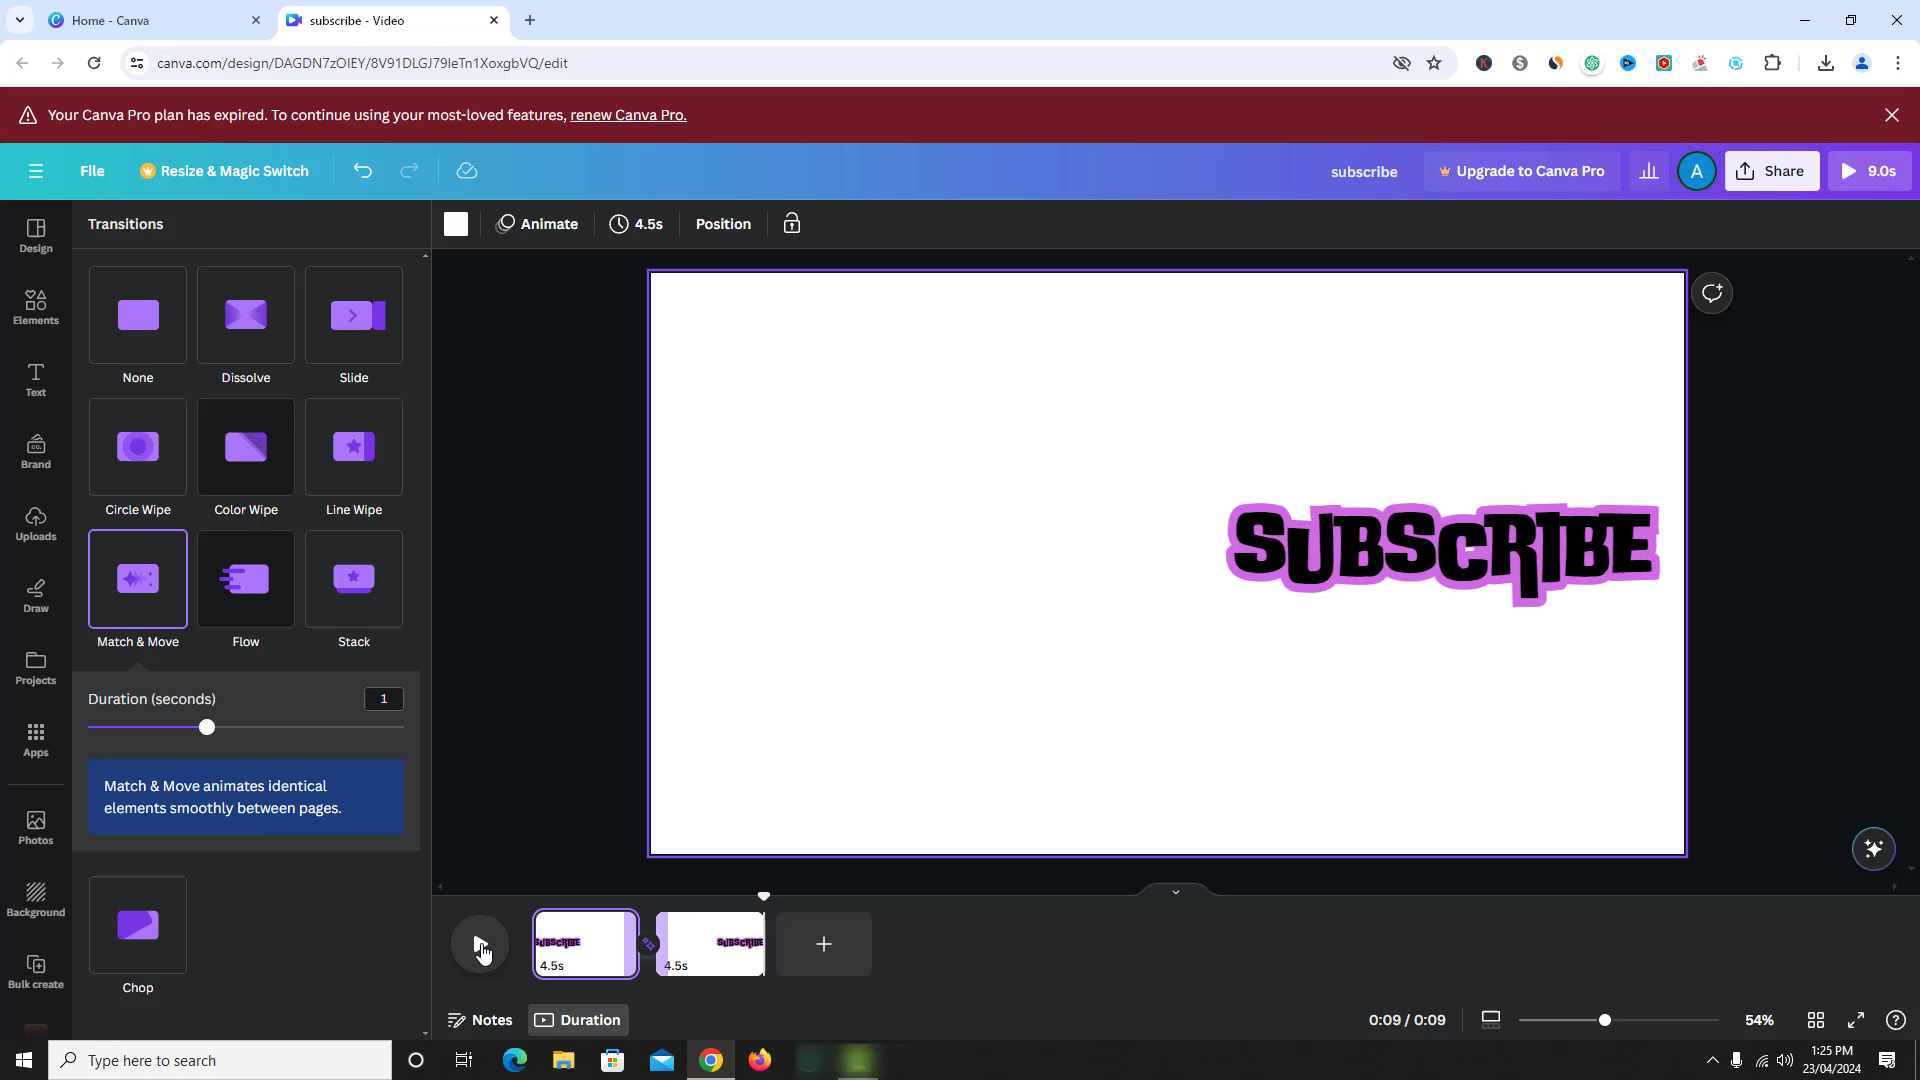 Home - Canva
subscribe - Video
canva.com/design/DAGDN7zOIEY/8V91DLGJ79IeTn1XoxgbVQ/edit
Your Canva Pro plan has expired. To continue using your most-loved features, renew Canva Pro.
File
Resize & Magic Switch
subscribe
Upgrade to Canva Pro
A
Share
9.0s
Transitions
Animate
4.5s
Position
Design
Elements
Text
Brand
Uploads
Draw
Projects
Apps
Photos
Background
Bulk create
None
Dissolve
Slide
Circle Wipe
Color Wipe
Line Wipe
Match & Move
Flow
Stack
Duration (seconds)
1
Match & Move animates identical
elements smoothly between pages.
Chop
SUBScRIBE
SUBScRIBE
4.5s
SUBScRIBE
4.5s
Notes
Duration
0:09 / 0:09
54%
Type here to search
1:25 PM
23/04/2024